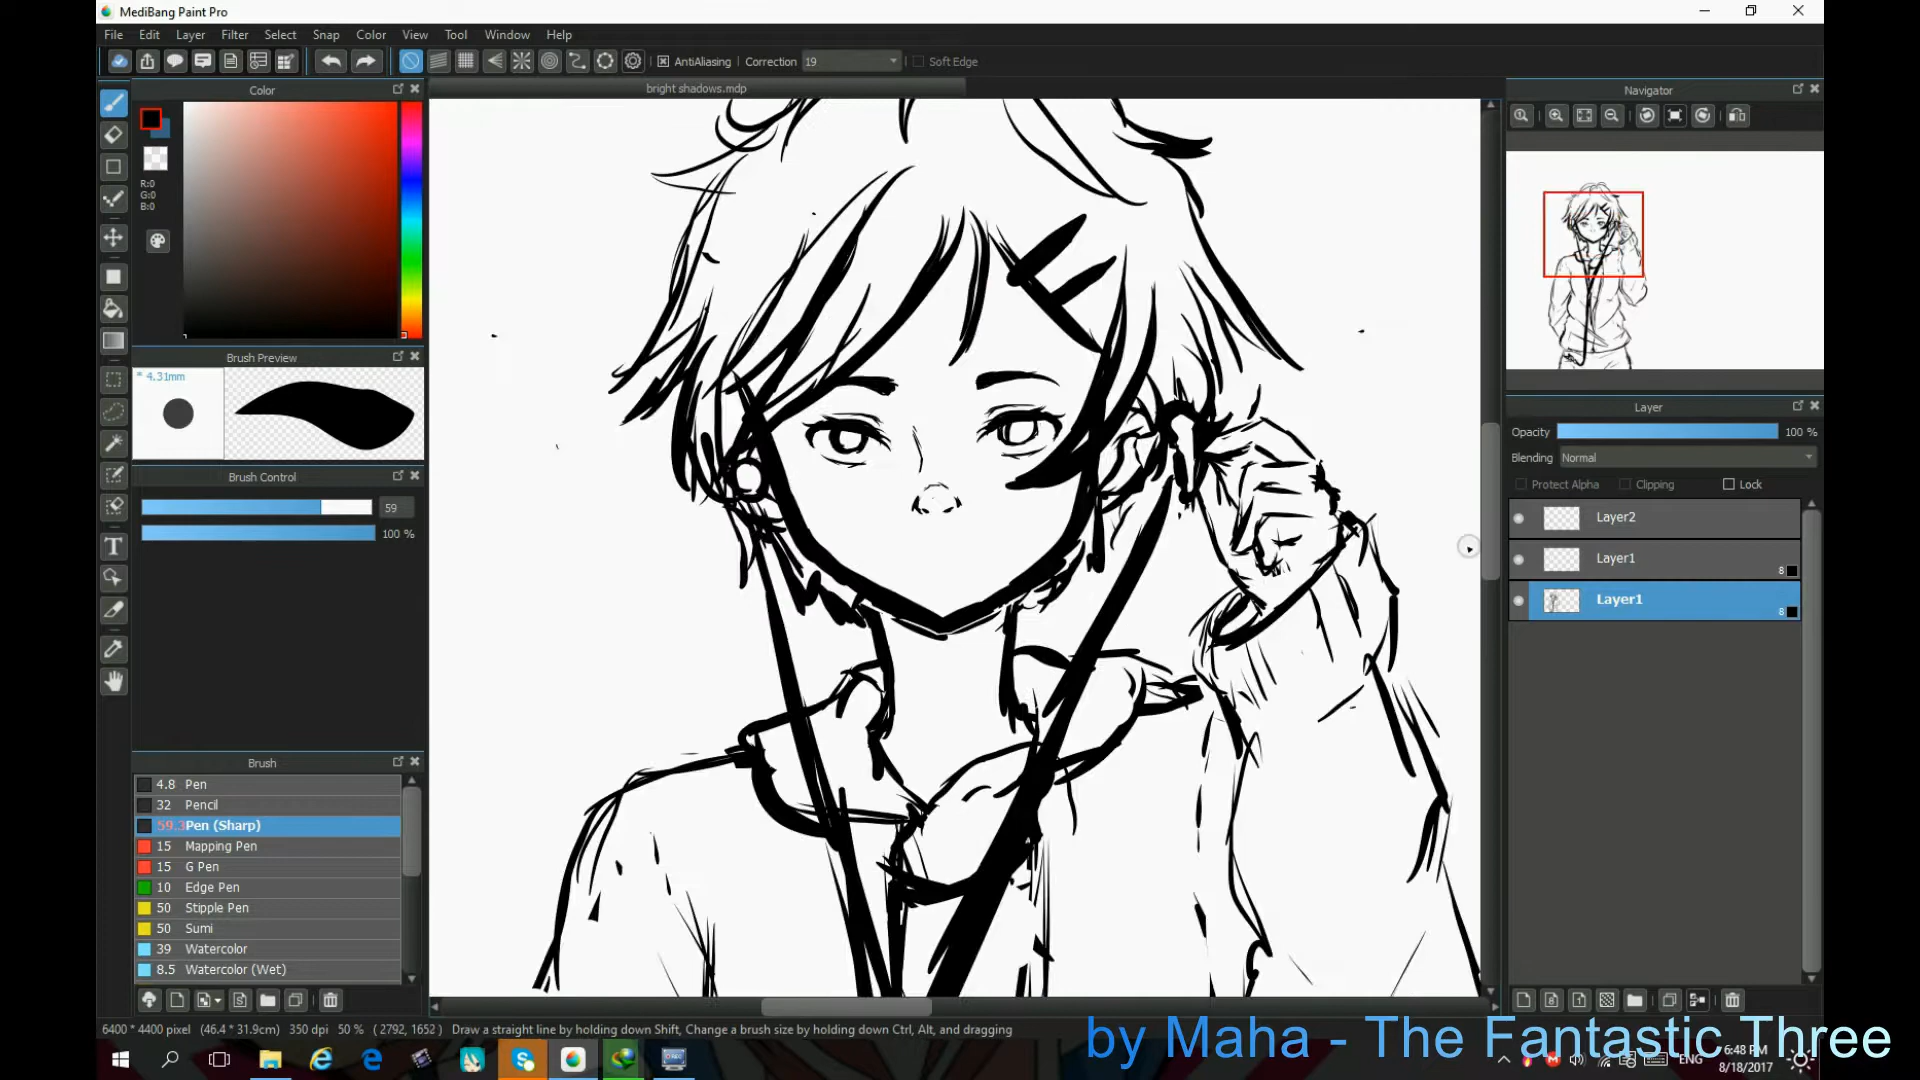 MediBang Paint Pro
File Edit Layer Filter Select Snap Color View Tool Window Help
AntiAliasing Correction 19 Soft Edge
Color
bright shadows.mdp
Navigator
R:0
G:0
B:0
Brush Preview
* 4.31mm
Layer
Opacity 100 %
Blending Normal
Protect Alpha Clipping Lock
Brush Control
59
100 %
Layer2
Layer1
8
Layer1
8
Brush
4.8 Pen
32 Pencil
59.3 Pen (Sharp)
15 Mapping Pen
15 G Pen
10 Edge Pen
50 Stipple Pen
50 Sumi
39 Watercolor
8.5 Watercolor (Wet)
6400 * 4400 pixel (46.4 * 31.9cm) 350 dpi 50 % ( 2792, 1652 ) Draw a straight line by holding down Shift, Change a brush size by holding down Ctrl, Alt, and dragging
by Maha - The Fantastic Three
ENG
6:48 PM
8/18/2017